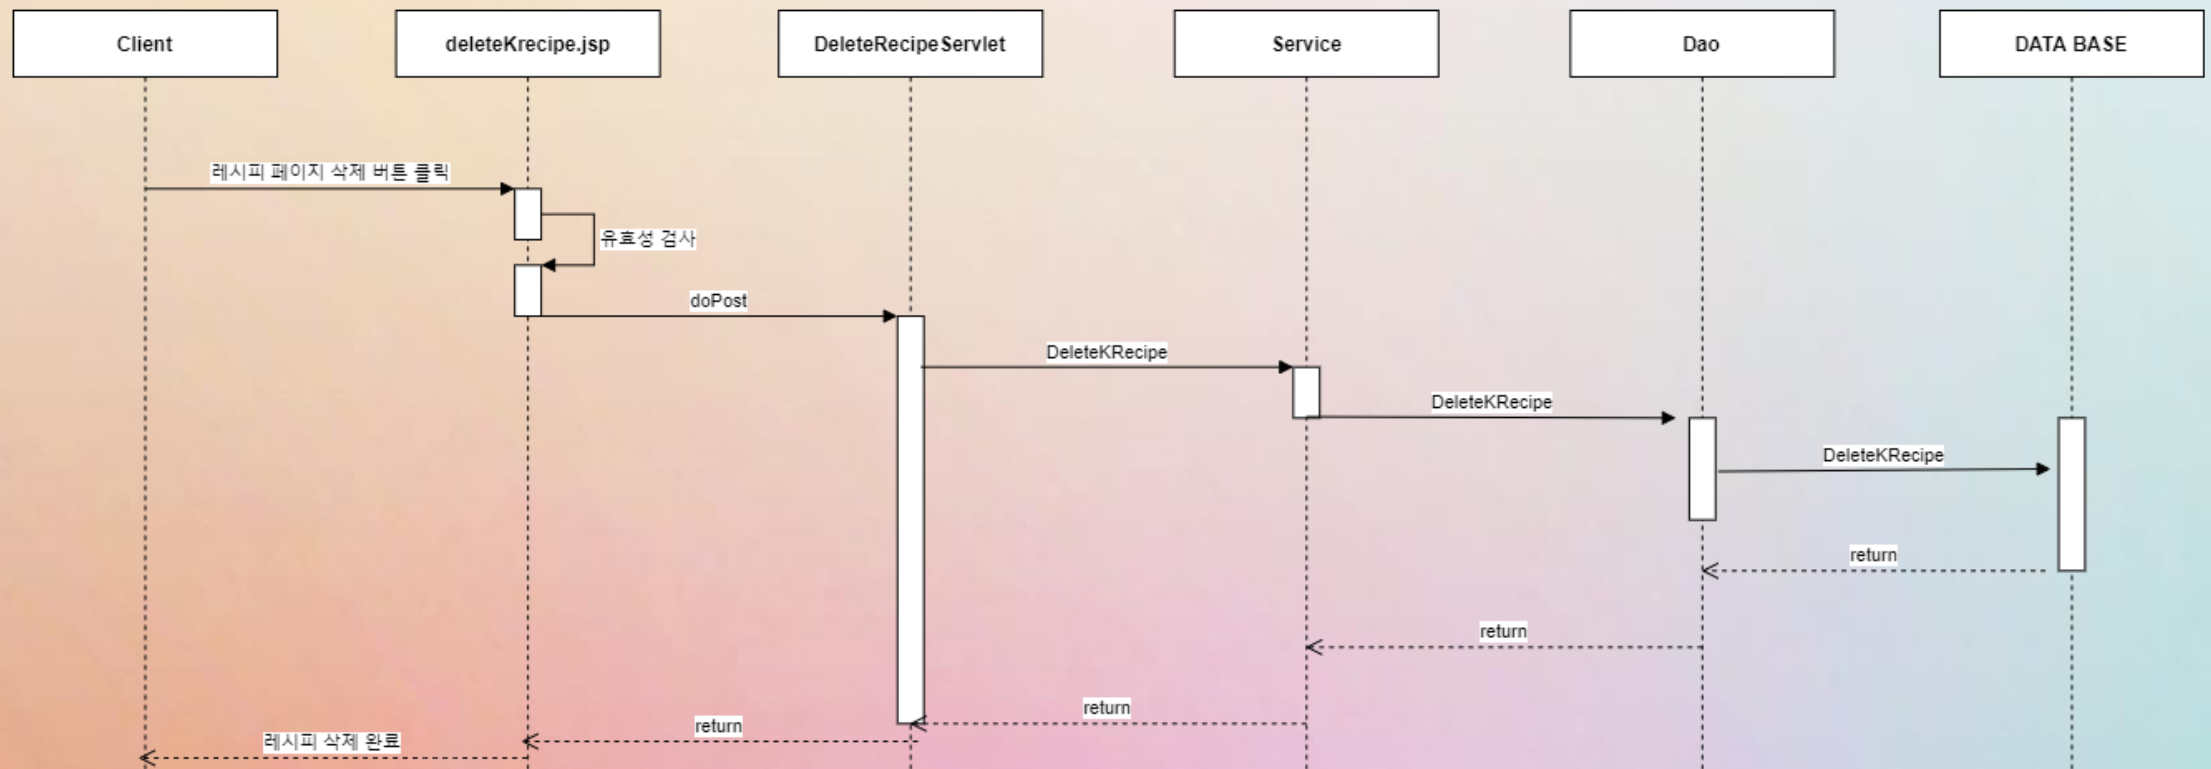 Client
deleteKrecipe.jsp
DeleteRecipeServlet
Service
Dao
DATA BASE
레시피 페이지 삭제 버튼 클릭
유효성 검사
doPost
DeleteKRecipe
DeleteKRecipe
DeleteKRecipe
return
return
return
return
레시피 삭제 완료